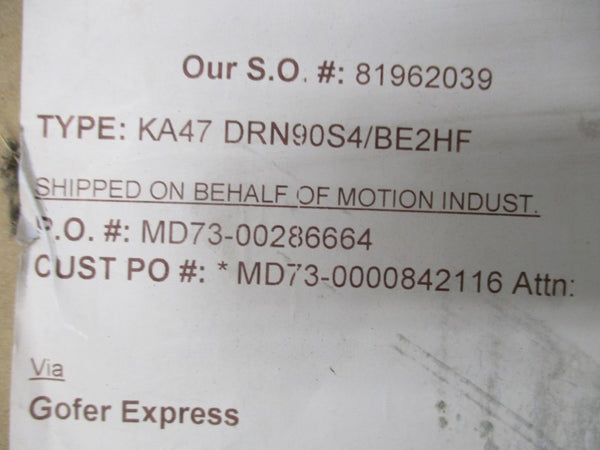 Our S.O. #: 81962039
TYPE: KA47 DRN90S4/BE2HF
SHIPPED ON BEHALF OF MOTION INDUST.
P.O. #: MD73-00286664
CUST PO #: * MD73-0000842116 Attn:
Via
Gofer Express